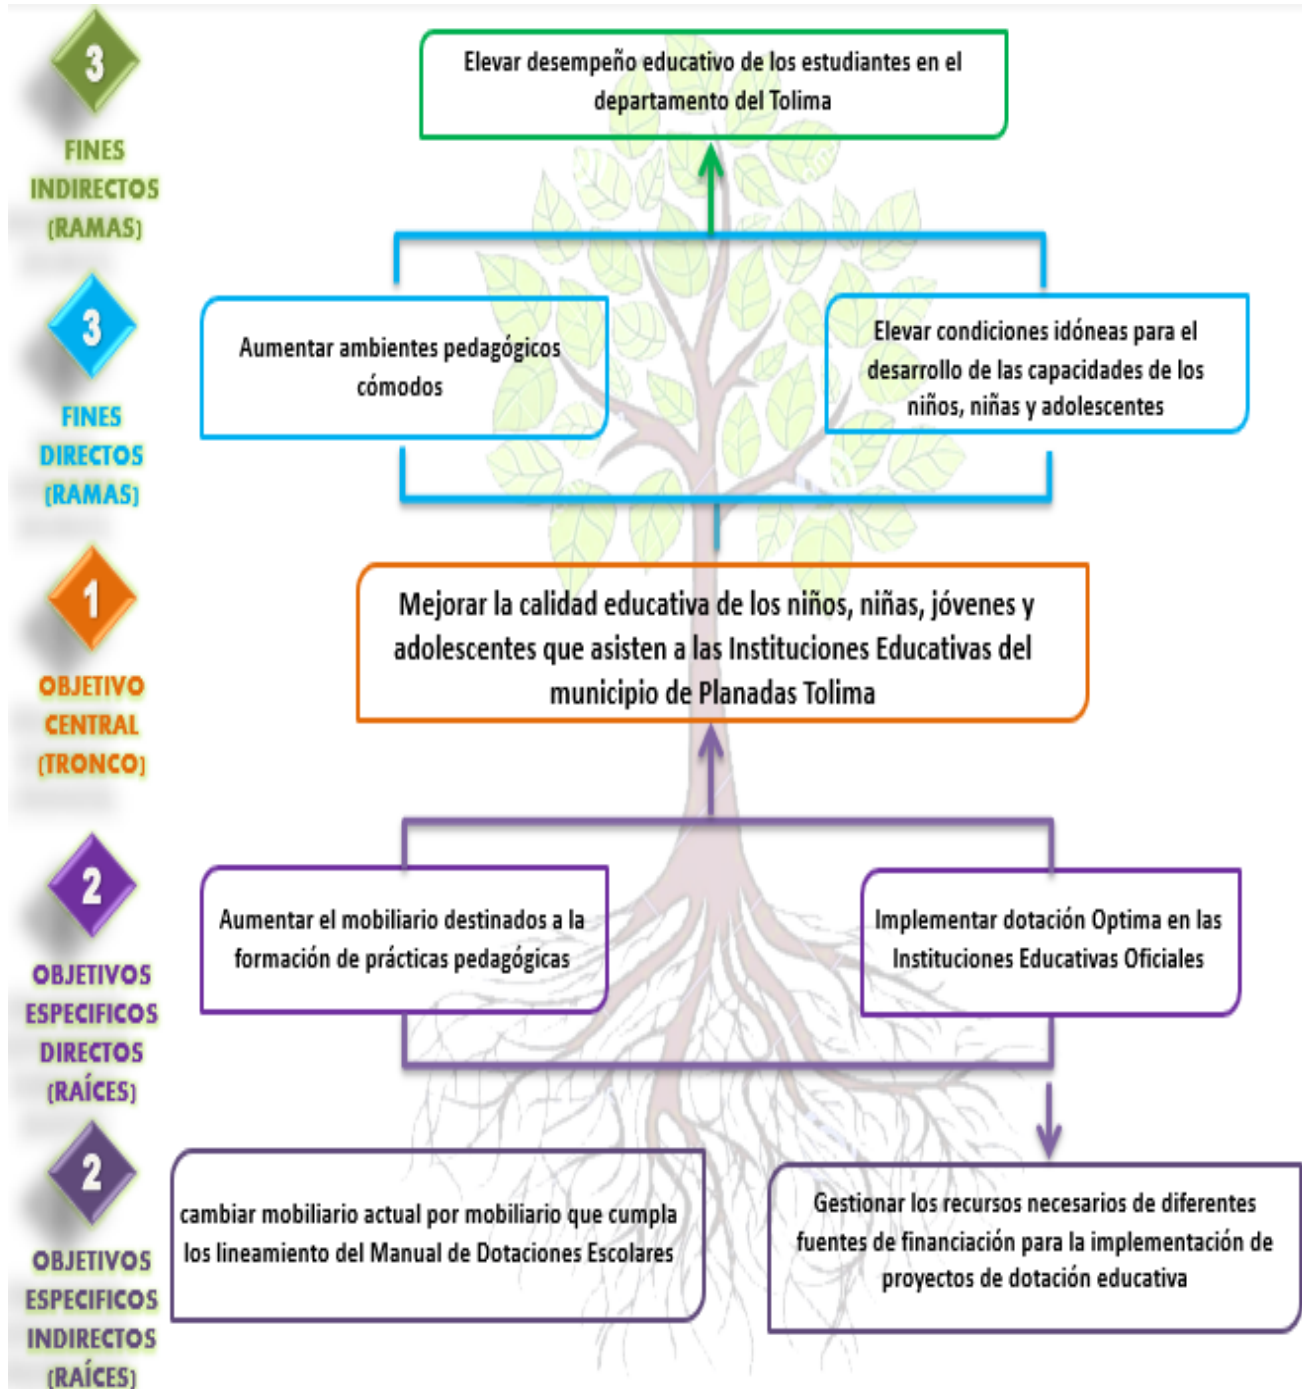 3
FINES
INDIRECTOS
(RAMAS)
Elevar desempeño educativo de los estudiantes en el
departamento del Tolima
3
FINES
DIRECTOS
(RAMAS)
Aumentar ambientes pedagógicos
cómodos
Elevar condiciones idóneas para el
desarrollo de las capacidades de los
niños, niñas y adolescentes
1
OBJETIVO
CENTRAL
(TRONCO)
Mejorar la calidad educativa de los niños, niñas, jóvenes y
adolescentes que asisten a las Instituciones Educativas del
municipio de Planadas Tolima
2
OBJETIVOS
ESPECIFICOS
DIRECTOS
(RAÍCES)
Aumentar el mobiliario destinados a la
formación de prácticas pedagógicas
Implementar dotación Optima en las
Instituciones Educativas Oficiales
2
OBJETIVOS
ESPECIFICOS
INDIRECTOS
(RAÍCES)
cambiar mobiliario actual por mobiliario que cumpla
los lineamiento del Manual de Dotaciones Escolares
Gestionar los recursos necesarios de diferentes
fuentes de financiación para la implementación de
proyectos de dotación educativa